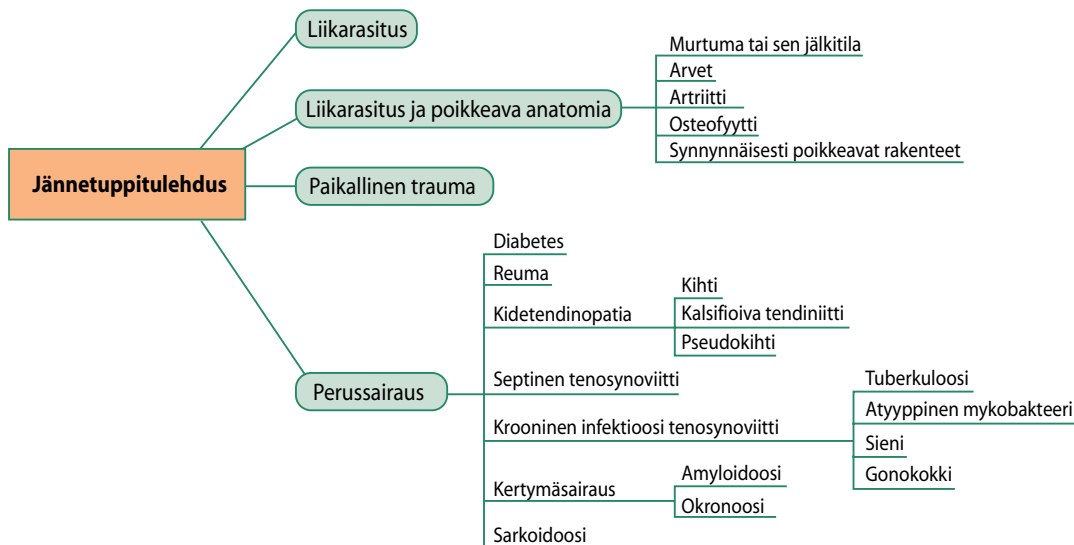 Jännetuppitulehdus
Liikarasitus
Liikarasitus ja poikkeava anatomia
Murtuma tai sen jälkitila
Arvet
Artriitti
Osteofyytti
Synnynnäisesti poikkeavat rakenteet
Paikallinen trauma
Perussairaus
Diabetes
Reuma
Kidetendinopatia
Kihti
Kalsifioiva tendiniitti
Pseudokihti
Septinen tenosynoviitti
Krooninen infektioosi tenosynoviitti
Tuberkuloosi
Atyyppinen mykobakteeri
Sieni
Gonokokki
Kertymäsairaus
Amyloidoosi
Okronoosi
Sarkoidoosi